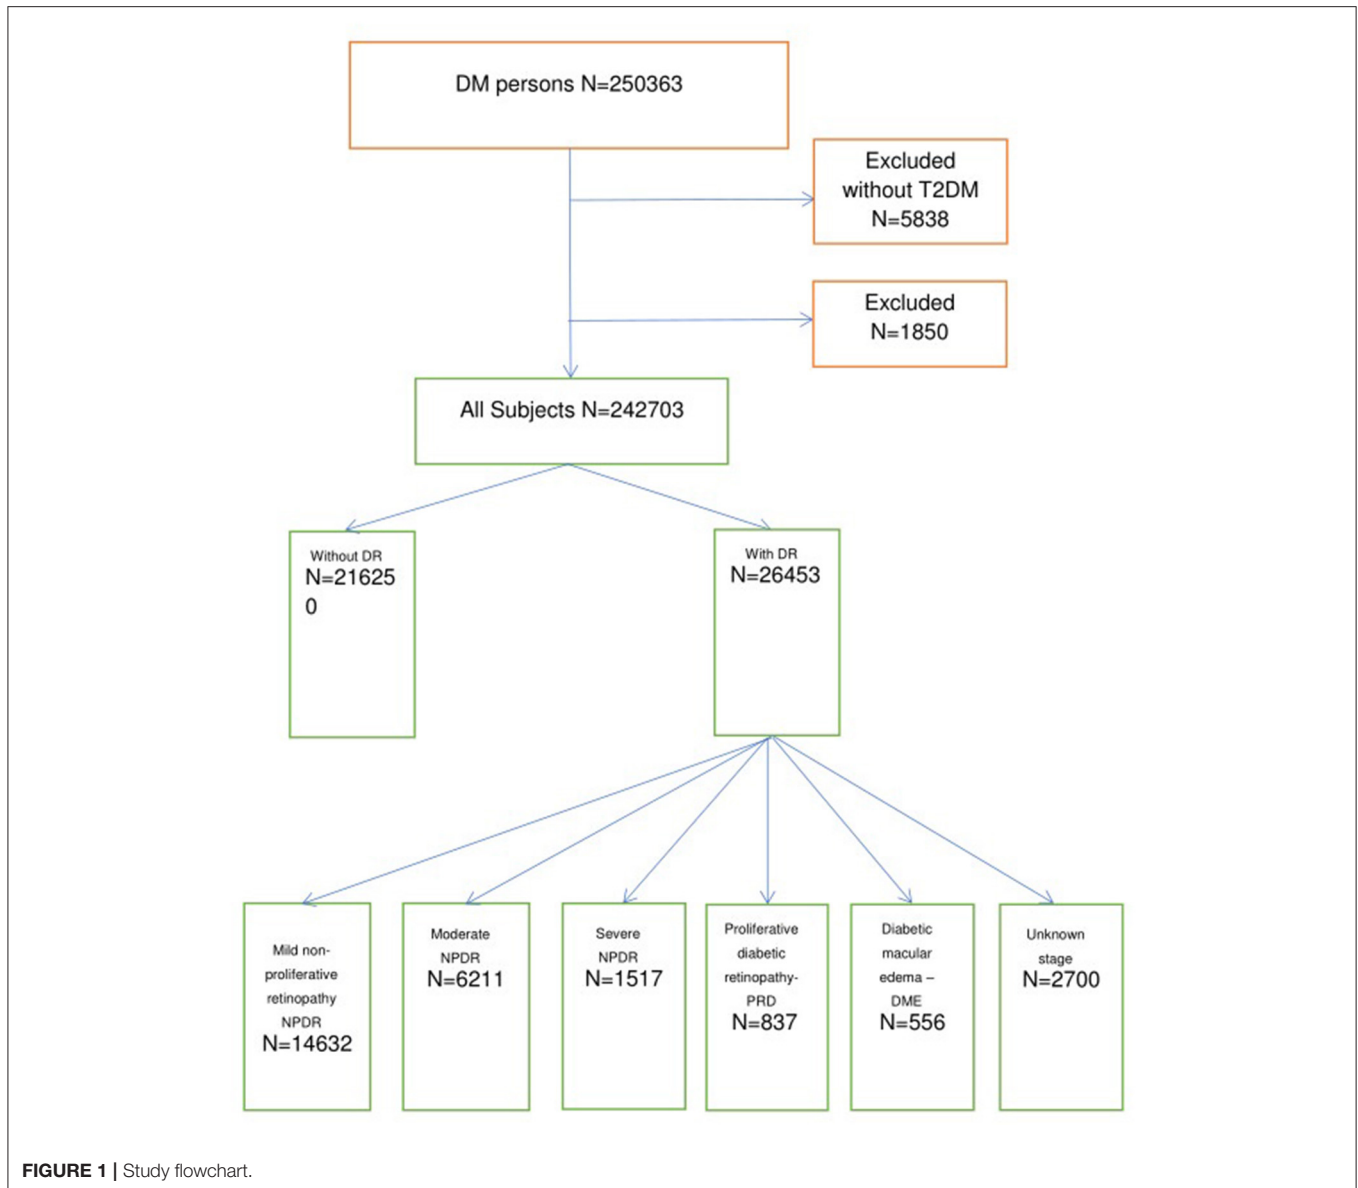 DM persons N=250363
Excluded
without T2DM
N=5838
Excluded
N=1850
All Subjects N=242703
Without DR
N=21625
0
With DR
N=26453
Mild non-
proliferative
retinopathy
NPDR
N=14632
Moderate
NPDR
N=6211
Severe
NPDR
N=1517
Proliferative
diabetic
retinopathy-
PRD
N=837
Diabetic
macular
edema –
DME
N=556
Unknown
stage
N=2700
FIGURE 1 | Study flowchart.